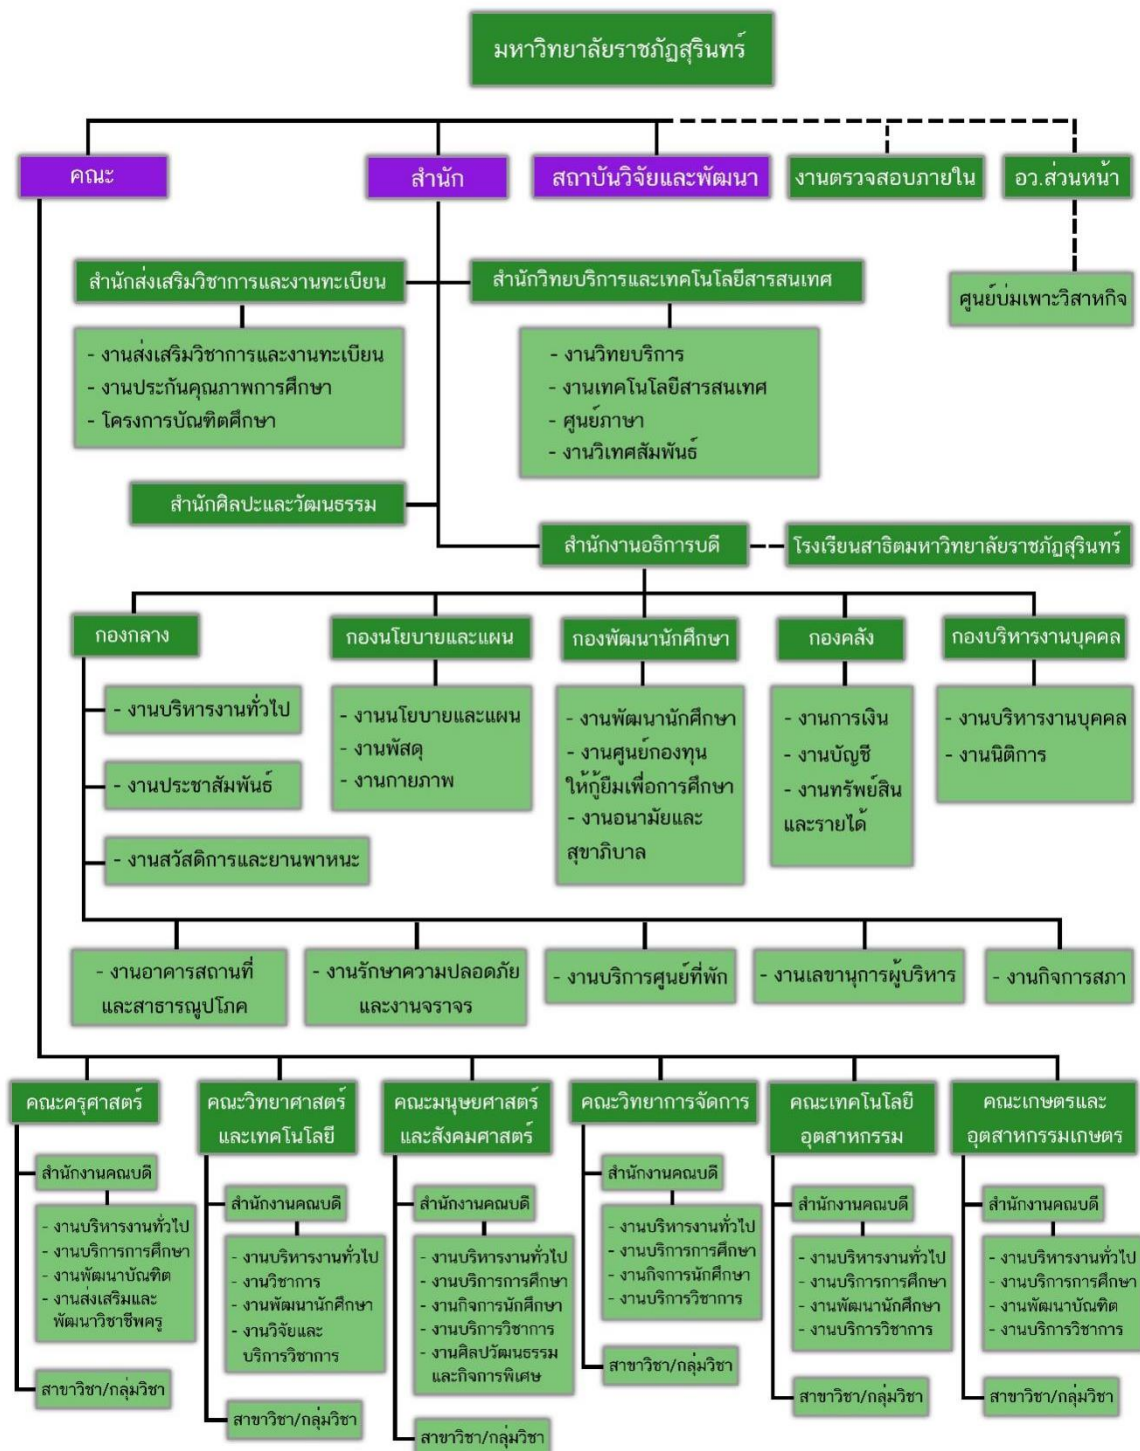 มหาวิทยาลัยราชภัฏสุรินทร์
คณะ
สำนัก
สถาบันวิจัยและพัฒนา
งานตรวจสอบภายใน
อว.ส่วนหน้า
ศูนย์บ่มเพาะวิสาหกิจ
สำนักส่งเสริมวิชาการและงานทะเบียน
- งานส่งเสริมวิชาการและงานทะเบียน
- งานประกันคุณภาพการศึกษา
- โครงการบัณฑิตศึกษา
สำนักวิทยบริการและเทคโนโลยีสารสนเทศ
- งานวิทยบริการ
- งานเทคโนโลยีสารสนเทศ
- ศูนย์ภาษา
- งานวิเทศสัมพันธ์
สำนักศิลปะและวัฒนธรรม
สำนักงานอธิการบดี
โรงเรียนสาธิตมหาวิทยาลัยราชภัฏสุรินทร์
กองกลาง
- งานบริหารงานทั่วไป
- งานประชาสัมพันธ์
- งานสวัสดิการและยานพาหนะ
กองนโยบายและแผน
- งานนโยบายและแผน
- งานพัสดุ
- งานกายภาพ
กองพัฒนานักศึกษา
- งานพัฒนานักศึกษา
- งานศูนย์กองทุน
ให้กู้ยืมเพื่อการศึกษา
- งานอนามัยและ
สุขาภิบาล
กองคลัง
- งานการเงิน
- งานบัญชี
- งานทรัพย์สิน
และรายได้
กองบริหารงานบุคคล
- งานบริหารงานบุคคล
- งานนิติการ
- งานอาคารสถานที่
และสาธารณูปโภค
- งานรักษาความปลอดภัย
และงานจราจร
- งานบริการศูนย์ที่พัก
- งานเลขานุการผู้บริหาร
- งานกิจการสภา
คณะครุศาสตร์
สำนักงานคณบดี
- งานบริหารงานทั่วไป
- งานบริการการศึกษา
- งานพัฒนาบัณฑิต
- งานส่งเสริมและ
พัฒนาวิชาชีพครู
สาขาวิชา/กลุ่มวิชา
คณะวิทยาศาสตร์
และเทคโนโลยี
สำนักงานคณบดี
- งานบริหารงานทั่วไป
- งานวิชาการ
- งานพัฒนานักศึกษา
- งานวิจัยและ
บริการวิชาการ
สาขาวิชา/กลุ่มวิชา
คณะมนุษยศาสตร์
และสังคมศาสตร์
สำนักงานคณบดี
- งานบริหารงานทั่วไป
- งานบริการการศึกษา
- งานกิจการนักศึกษา
- งานบริการวิชาการ
- งานศิลปวัฒนธรรม
และกิจการพิเศษ
สาขาวิชา/กลุ่มวิชา
คณะวิทยาการจัดการ
สำนักงานคณบดี
- งานบริหารงานทั่วไป
- งานบริการการศึกษา
- งานกิจการนักศึกษา
- งานบริการวิชาการ
สาขาวิชา/กลุ่มวิชา
คณะเทคโนโลยี
อุตสาหกรรม
สำนักงานคณบดี
- งานบริหารงานทั่วไป
- งานบริการการศึกษา
- งานพัฒนานักศึกษา
- งานบริการวิชาการ
สาขาวิชา/กลุ่มวิชา
คณะเกษตรและ
อุตสาหกรรมเกษตร
สำนักงานคณบดี
- งานบริหารงานทั่วไป
- งานบริการการศึกษา
- งานพัฒนาบัณฑิต
- งานบริการวิชาการ
สาขาวิชา/กลุ่มวิชา